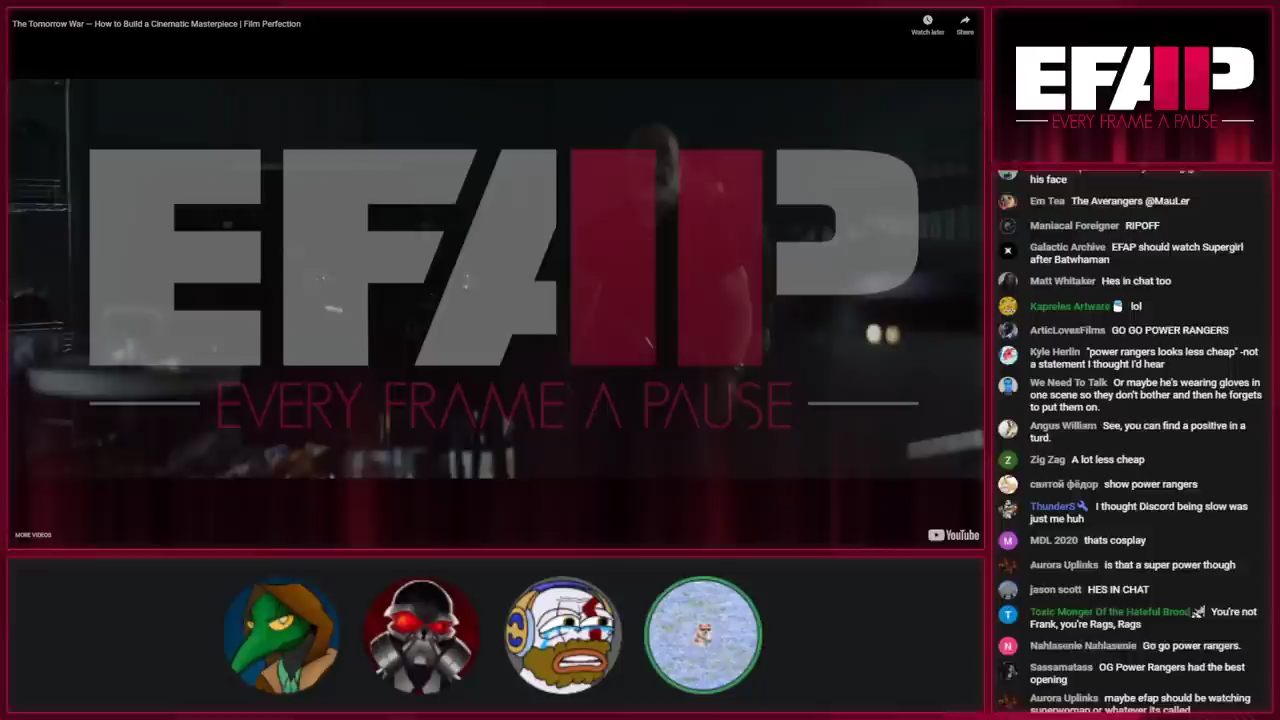 The Tomorrow War — How to Build a Cinematic Masterpiece | Film Perfection
Watch later
Share
EFAP
EVERY FRAME A PAUSE
MORE VIDEOS
YouTube
EFAP
EVERY FRAME A PAUSE
his face
Em Tea The Averangers @MauLer
Maniacal Foreigner RIPOFF
Galactic Archive EFAP should watch Supergirl
after Batwhaman
Matt Whitaker Hes in chat too
Kapreles Artware lol
ArticLovesFilms GO GO POWER RANGERS
Kyle Herlin "power rangers looks less cheap" -not
a statement I thought I'd hear
We Need To Talk Or maybe he's wearing gloves in
one scene so they don't bother and then he forgets
to put them on.
Angus William See, you can find a positive in a
turd.
Z
Zig Zag A lot less cheap
святой фёдор show power rangers
ThunderS I thought Discord being slow was
just me huh
M
MDL 2020 thats cosplay
Aurora Uplinks is that a super power though
jason scott HES IN CHAT
T
Toxic Monger Of the Hateful Brood You're not
Frank, you're Rags, Rags
N
Nahlasenie Nahlasenie Go go power rangers.
Sassamatass OG Power Rangers had the best
opening
Aurora Uplinks maybe efap should be watching
superwoman or whatever its called